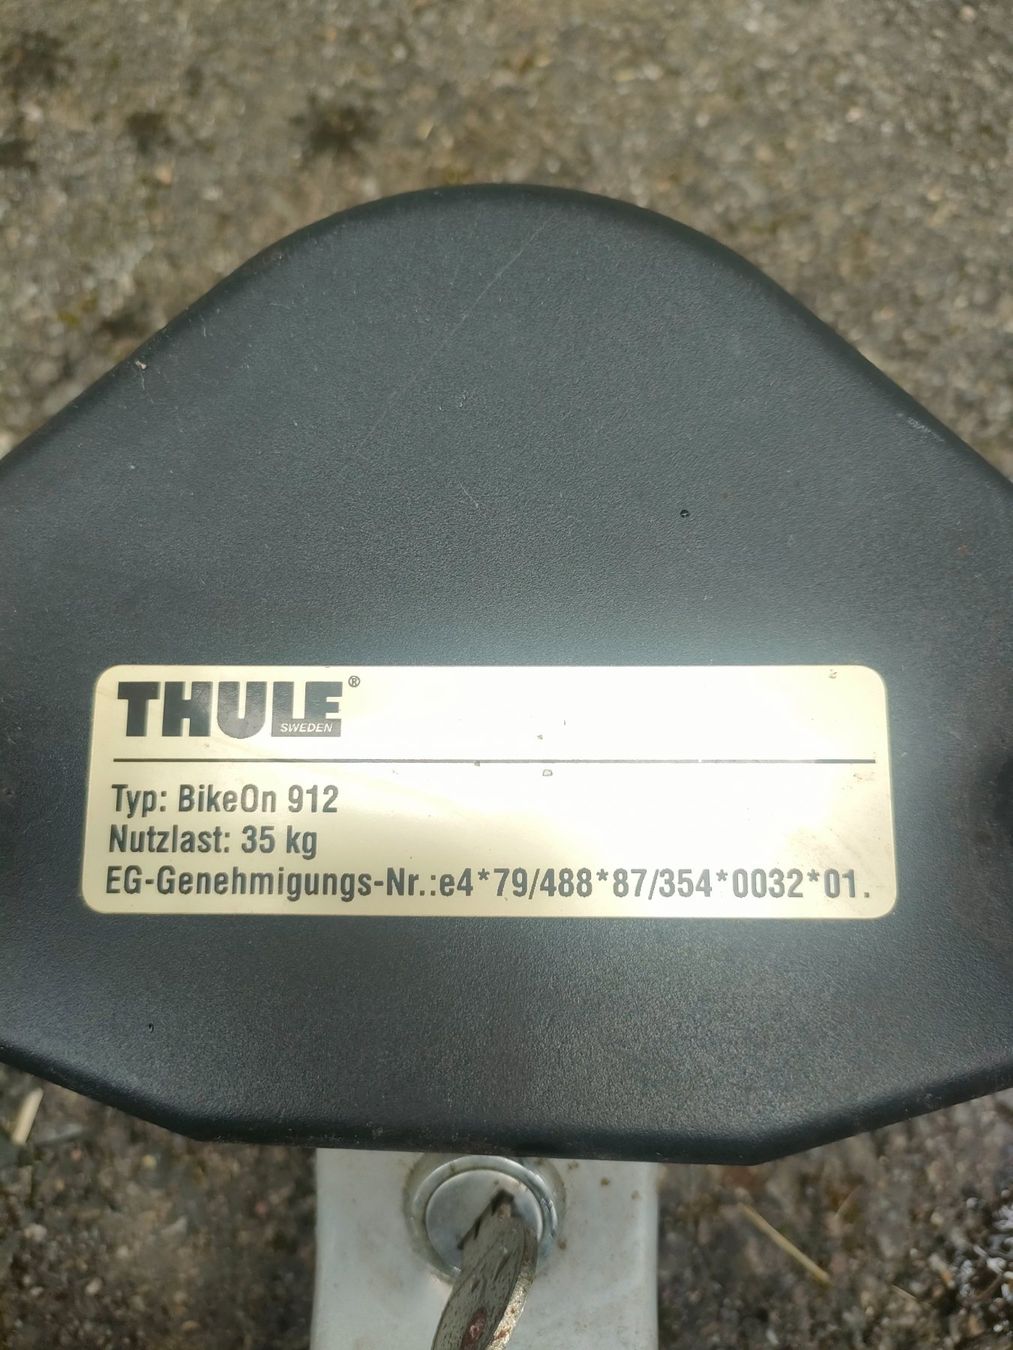 THULE®
SWEDEN
Typ: BikeOn 912
Nutzlast: 35 kg
EG-Genehmigungs-Nr.:e4*79/488*87/354*0032*01.